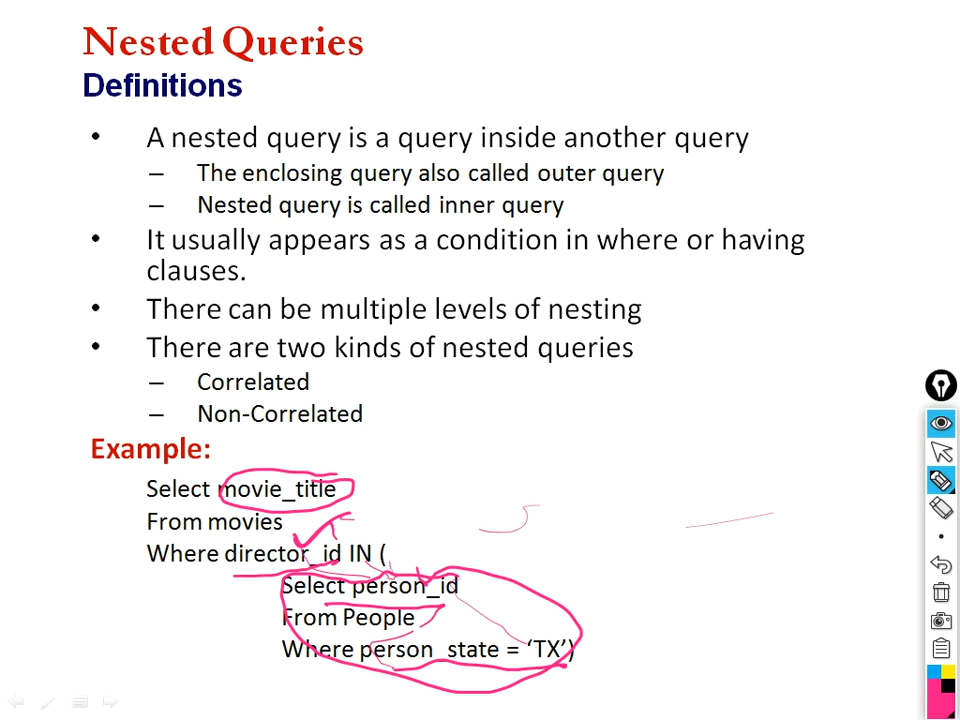 Nested Queries
Definitions
• A nested query is a query inside another query
– The enclosing query also called outer query
– Nested query is called inner query
• It usually appears as a condition in where or having
clauses.
• There can be multiple levels of nesting
• There are two kinds of nested queries
– Correlated
– Non-Correlated
Example:
Select movie_title
From movies
Where director_id IN (
Select person_id
From People
Where person_state = ‘TX’)